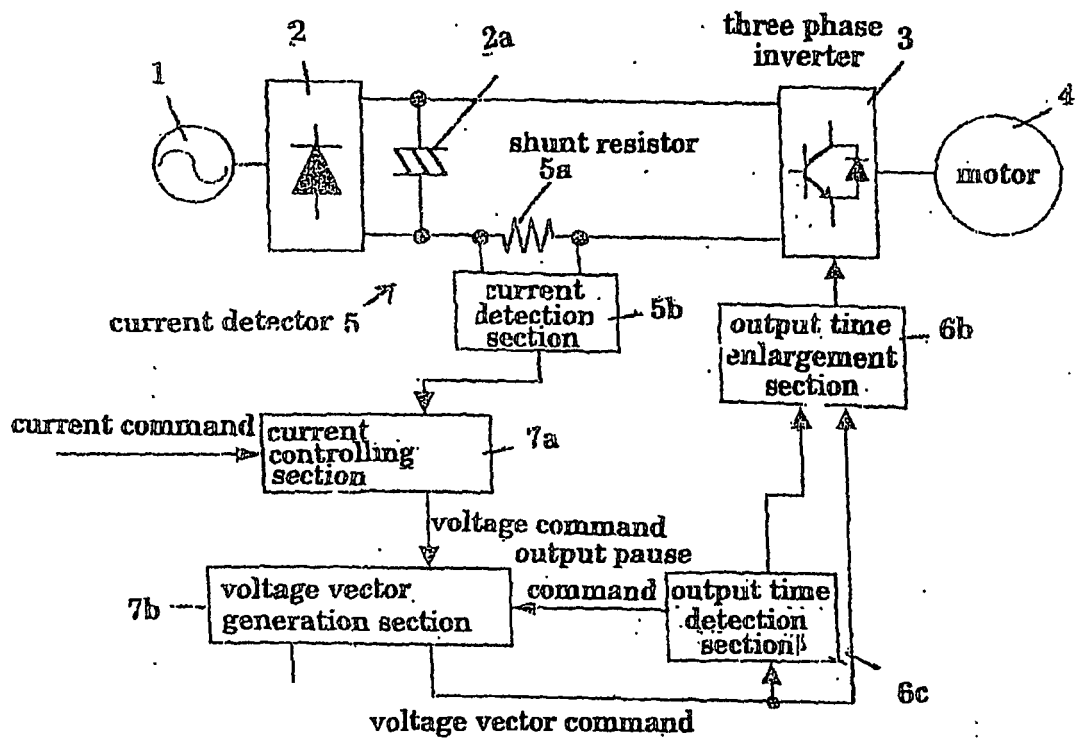 three phase
inverter
3
2
2a
1
4
shunt resistor
5a
motor
current detector 5
current
detection
section
5b
output time
enlargement
section
6b
current command
current
controlling
section
7a
voltage command
output pause
command
7b
voltage vector
generation section
output time
detection
section
6c
voltage vector command